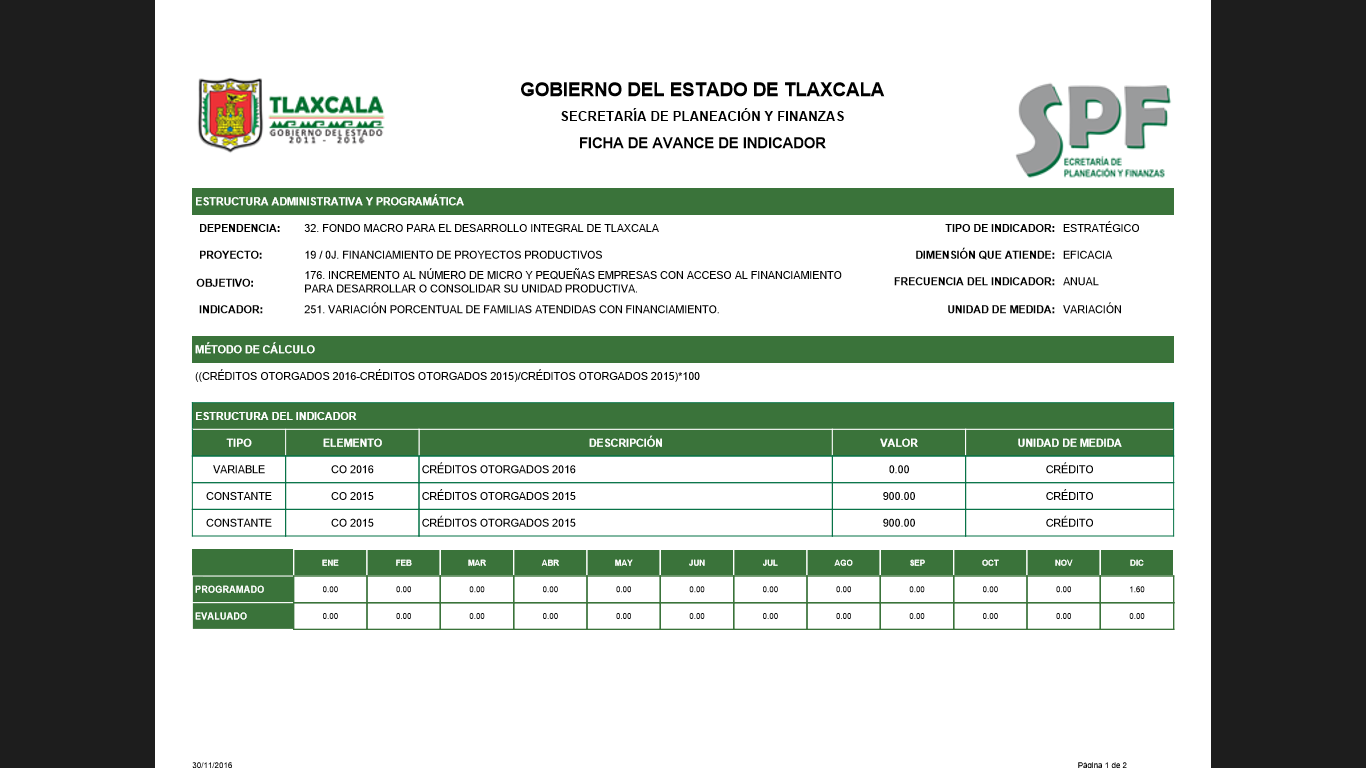 TLAXCALA
GOBIERNO DEL ESTADO
2011 - 2016
GOBIERNO DEL ESTADO DE TLAXCALA
SECRETARÍA DE PLANEACIÓN Y FINANZAS
FICHA DE AVANCE DE INDICADOR
SPF
ECRETARÍA DE
PLANEACIÓN Y FINANZAS
ESTRUCTURA ADMINISTRATIVA Y PROGRAMÁTICA
DEPENDENCIA: 32. FONDO MACRO PARA EL DESARROLLO INTEGRAL DE TLAXCALA TIPO DE INDICADOR: ESTRATÉGICO
PROYECTO: 19 / 0J. FINANCIAMIENTO DE PROYECTOS PRODUCTIVOS DIMENSIÓN QUE ATIENDE: EFICACIA
OBJETIVO: 176. INCREMENTO AL NÚMERO DE MICRO Y PEQUEÑAS EMPRESAS CON ACCESO AL FINANCIAMIENTO
PARA DESARROLLAR O CONSOLIDAR SU UNIDAD PRODUCTIVA. FRECUENCIA DEL INDICADOR: ANUAL
INDICADOR: 251. VARIACIÓN PORCENTUAL DE FAMILIAS ATENDIDAS CON FINANCIAMIENTO. UNIDAD DE MEDIDA: VARIACIÓN
MÉTODO DE CÁLCULO
((CRÉDITOS OTORGADOS 2016-CRÉDITOS OTORGADOS 2015)/CRÉDITOS OTORGADOS 2015)*100
ESTRUCTURA DEL INDICADOR
TIPO ELEMENTO DESCRIPCIÓN VALOR UNIDAD DE MEDIDA
VARIABLE CO 2016 CRÉDITOS OTORGADOS 2016 0.00 CRÉDITO
CONSTANTE CO 2015 CRÉDITOS OTORGADOS 2015 900.00 CRÉDITO
CONSTANTE CO 2015 CRÉDITOS OTORGADOS 2015 900.00 CRÉDITO
ENE FEB MAR ABR MAY JUN JUL AGO SEP OCT NOV DIC
PROGRAMADO 0.00 0.00 0.00 0.00 0.00 0.00 0.00 0.00 0.00 0.00 0.00 1.60
EVALUADO 0.00 0.00 0.00 0.00 0.00 0.00 0.00 0.00 0.00 0.00 0.00 0.00
30/11/2016 Página 1 de 2